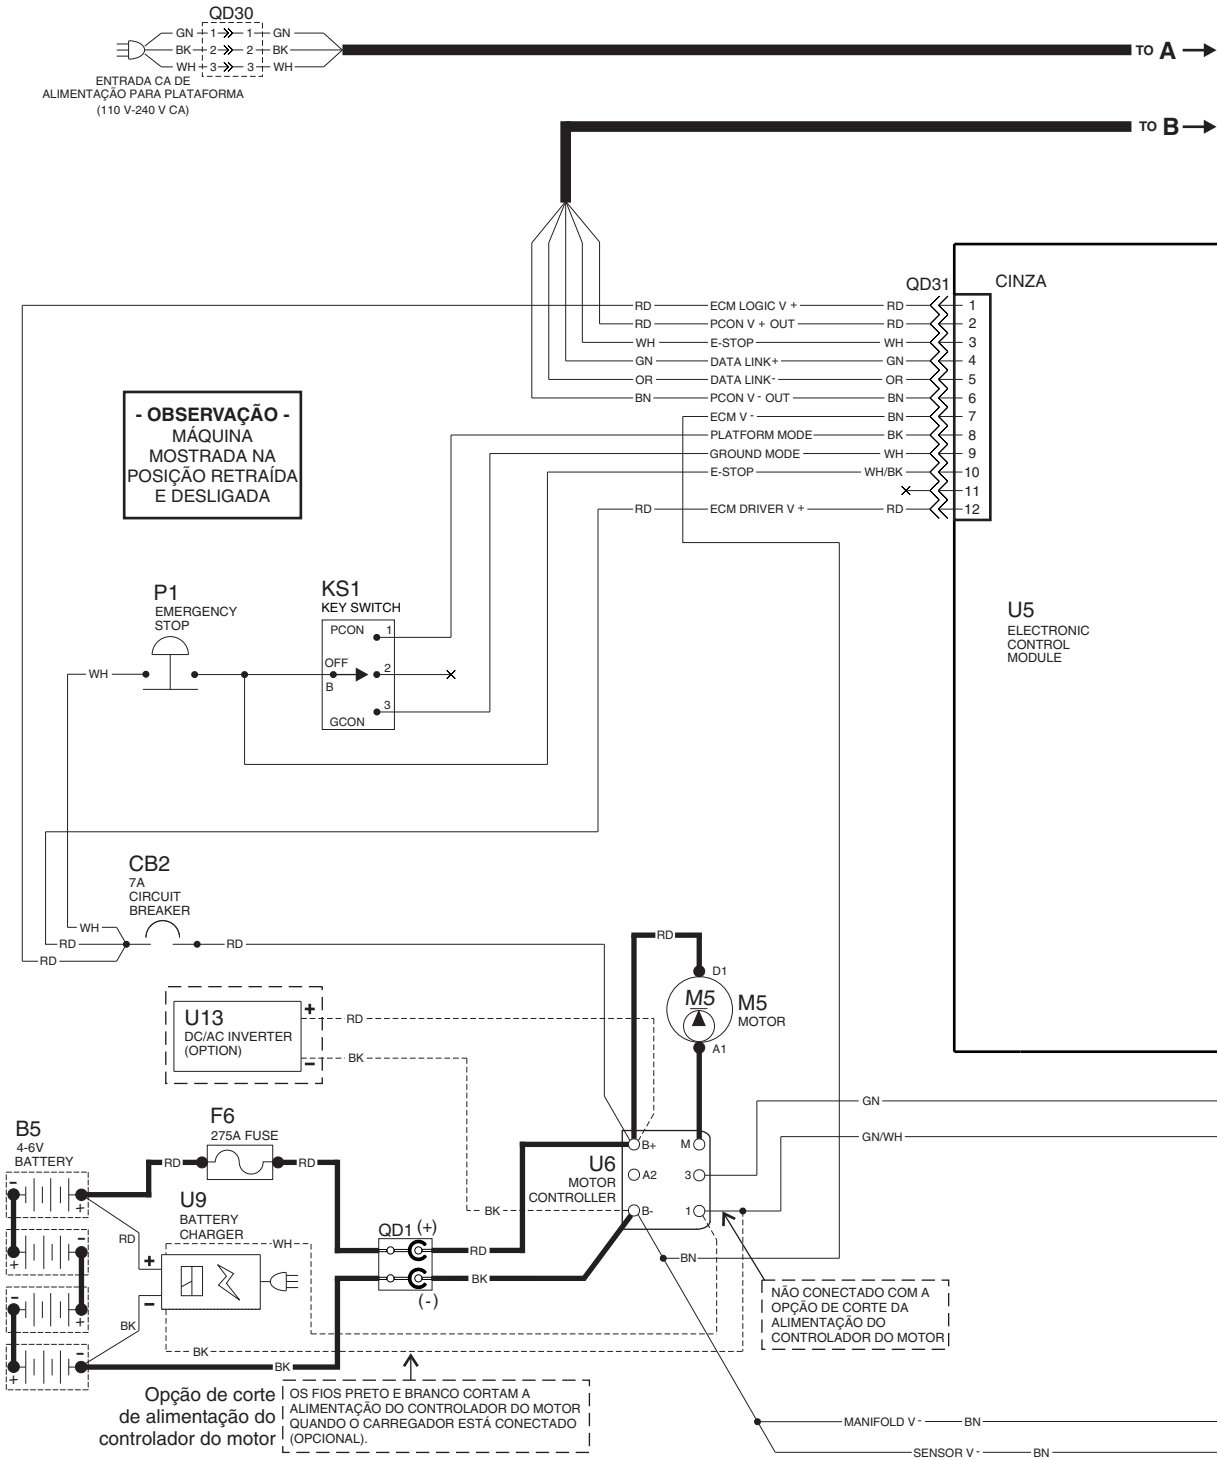 QD30
GN 1 1 GN
BK 2 2 BK
WH 3 3 WH
ENTRADA CA DE
ALIMENTAÇÃO PARA PLATAFORMA
(110 V-240 V CA)
TO A
TO B
QD31
CINZA
RD ECM LOGIC V + RD 1
RD PCON V + OUT RD 2
WH E-STOP WH 3
GN DATA LINK+ GN 4
OR DATA LINK- OR 5
BN PCON V - OUT BN 6
ECM V - BN 7
PLATFORM MODE BK 8
GROUND MODE WH 9
E-STOP WH/BK 10
11
RD ECM DRIVER V + RD 12
- OBSERVAÇÃO -
MÁQUINA
MOSTRADA NA
POSIÇÃO RETRAÍDA
E DESLIGADA
U5
ELECTRONIC
CONTROL
MODULE
P1
EMERGENCY
STOP
WH
KS1
KEY SWITCH
PCON 1
OFF 2
B
3
GCON
CB2
7A
CIRCUIT
BREAKER
WH
RD
RD
RD
U13
DC/AC INVERTER
(OPTION)
+
-
RD
BK
RD
D1
M5
M5
MOTOR
A1
GN
GN/WH
B5
4-6V
BATTERY
- +
+ -
- +
+ -
F6
275A FUSE
RD
RD
U9
BATTERY
CHARGER
RD
+
-
BK
WH
BK
BK
QD1 (+)
(-)
RD
BK
BK
U6
MOTOR
CONTROLLER
B+ M
A2 3
B- 1
BN
NÃO CONECTADO COM A
OPÇÃO DE CORTE DA
ALIMENTAÇÃO DO
CONTROLADOR DO MOTOR
Opção de corte
de alimentação do
controlador do motor
OS FIOS PRETO E BRANCO CORTAM A
ALIMENTAÇÃO DO CONTROLADOR DO MOTOR
QUANDO O CARREGADOR ESTÁ CONECTADO
(OPCIONAL).
MANIFOLD V - BN
SENSOR V - BN